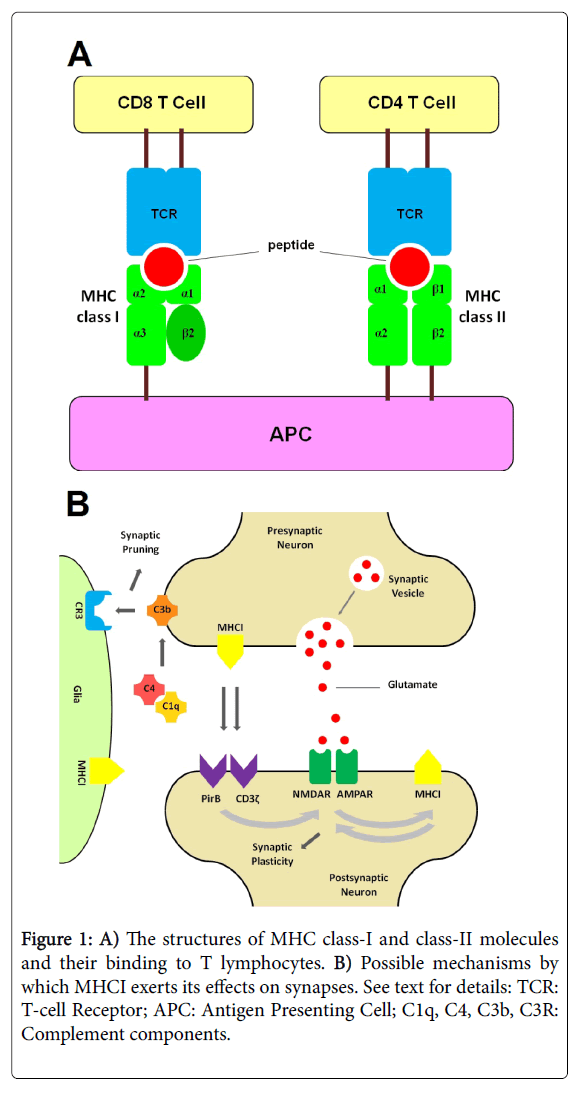 A
CD8 T Cell
CD4 T Cell
TCR
TCR
peptide
MHC
class I
α2
α1
α3
β2
α1
β1
α2
β2
MHC
class II
APC
B
Synaptic
Pruning
Presynaptic
Neuron
Synaptic
Vesicle
CR3
C3b
MHCI
Glutamate
C4
C1q
Glia
MHCI
PirB
CD3ζ
NMDAR
AMPAR
MHCI
Synaptic
Plasticity
Postsynaptic
Neuron
Figure 1: A) The structures of MHC class-I and class-II molecules
and their binding to T lymphocytes. B) Possible mechanisms by
which MHCI exerts its effects on synapses. See text for details: TCR:
T-cell Receptor; APC: Antigen Presenting Cell; C1q, C4, C3b, C3R:
Complement components.